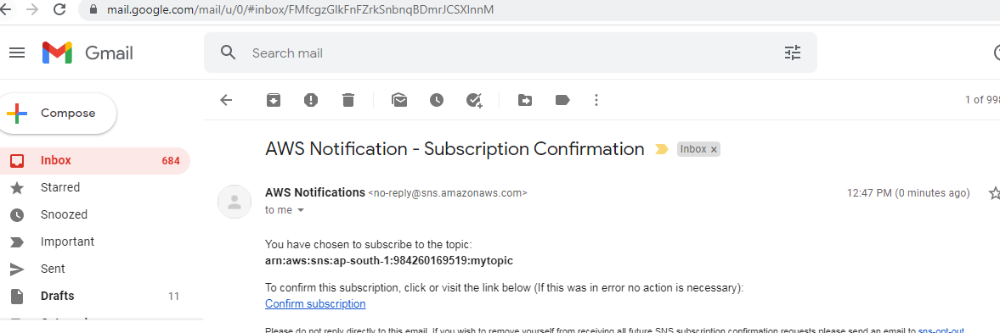 mail.google.com/mail/u/0/#inbox/FMfcgzGlkFnFZrkSnbnqBDmrJCSXlnnM
Gmail
Search mail
Compose
1 of 998
Inbox 684
Starred
Snoozed
Important
Sent
Drafts 11
AWS Notification - Subscription Confirmation
Inbox ×
AWS Notifications <no-reply@sns.amazonaws.com>
12:47 PM (0 minutes ago)
to me
You have chosen to subscribe to the topic:
arn:aws:sns:ap-south-1:984260169519:mytopic
To confirm this subscription, click or visit the link below (If this was in error no action is necessary):
Confirm subscription
Please do not reply directly to this email. If you wish to remove yourself from receiving all future SNS subscription confirmation requests please send an email to sns-opt-out